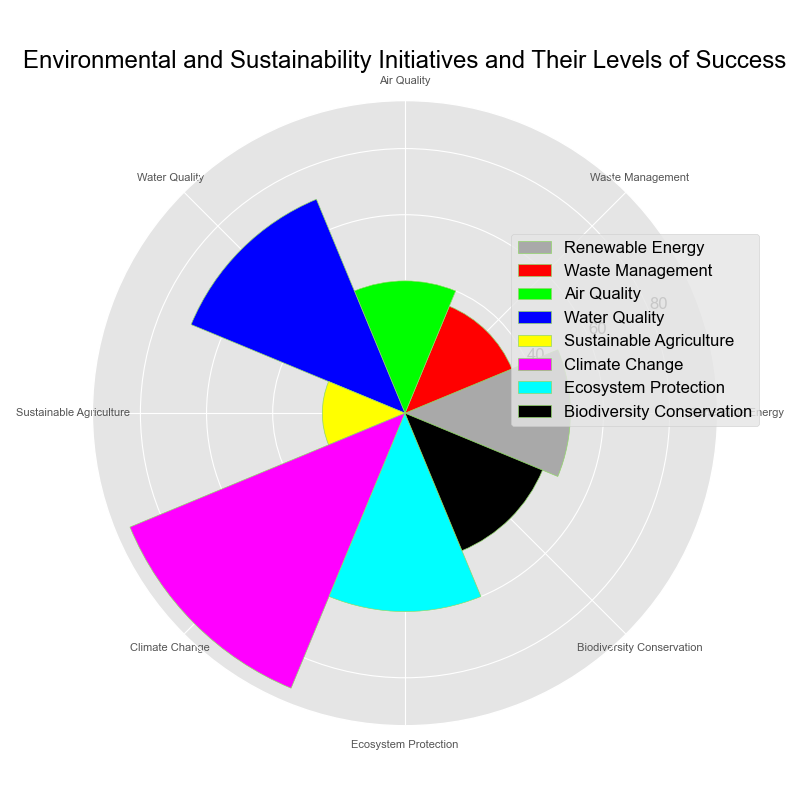 Environmental and Sustainability Initiatives and Their Levels of Success
Air Quality
Water Quality
Waste Management
Renewable Energy
Waste Management
Air Quality
Water Quality
Sustainable Agriculture
Climate Change
Ecosystem Protection
Biodiversity Conservation
80
60
40
Sustainable Agriculture
Energy
Climate Change
Biodiversity Conservation
Ecosystem Protection